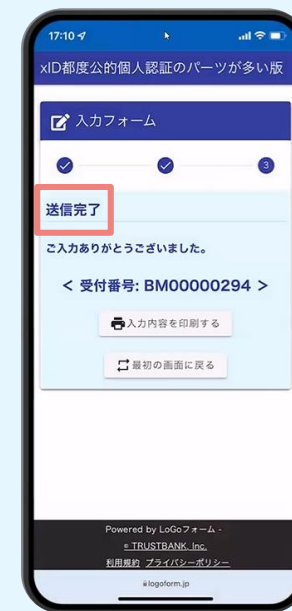 17:10
xID都度公的個人認証のパーツが多い版
入力フォーム
3
送信完了
ご入力ありがとうございました。
< 受付番号: BM00000294 >
入力内容を印刷する
最初の画面に戻る
Powered by LoGoフォーム -
© TRUSTBANK, Inc.
利用規約 プライバシーポリシー
logoform.jp